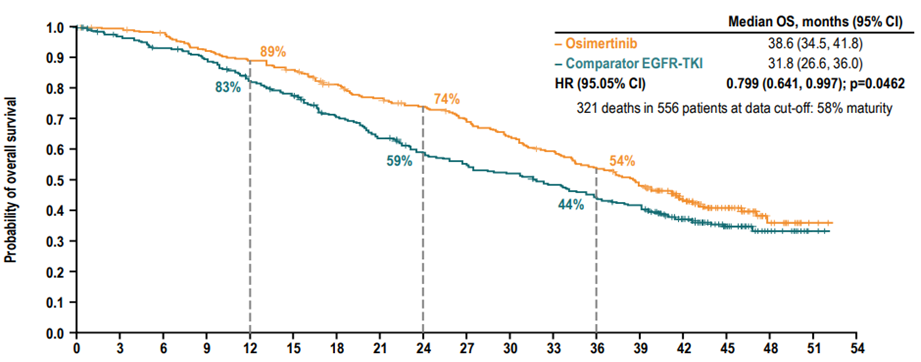 Median OS, months (95% CI)
– Osimertinib 38.6 (34.5, 41.8)
– Comparator EGFR-TKI 31.8 (26.6, 36.0)
HR (95.05% CI) 0.799 (0.641, 0.997); p=0.0462
321 deaths in 556 patients at data cut-off: 58% maturity
Probability of overall survival
1.0
0.9
0.8
0.7
0.6
0.5
0.4
0.3
0.2
0.1
0.0
89%
83%
74%
59%
54%
44%
0 3 6 9 12 15 18 21 24 27 30 33 36 39 42 45 48 51 54